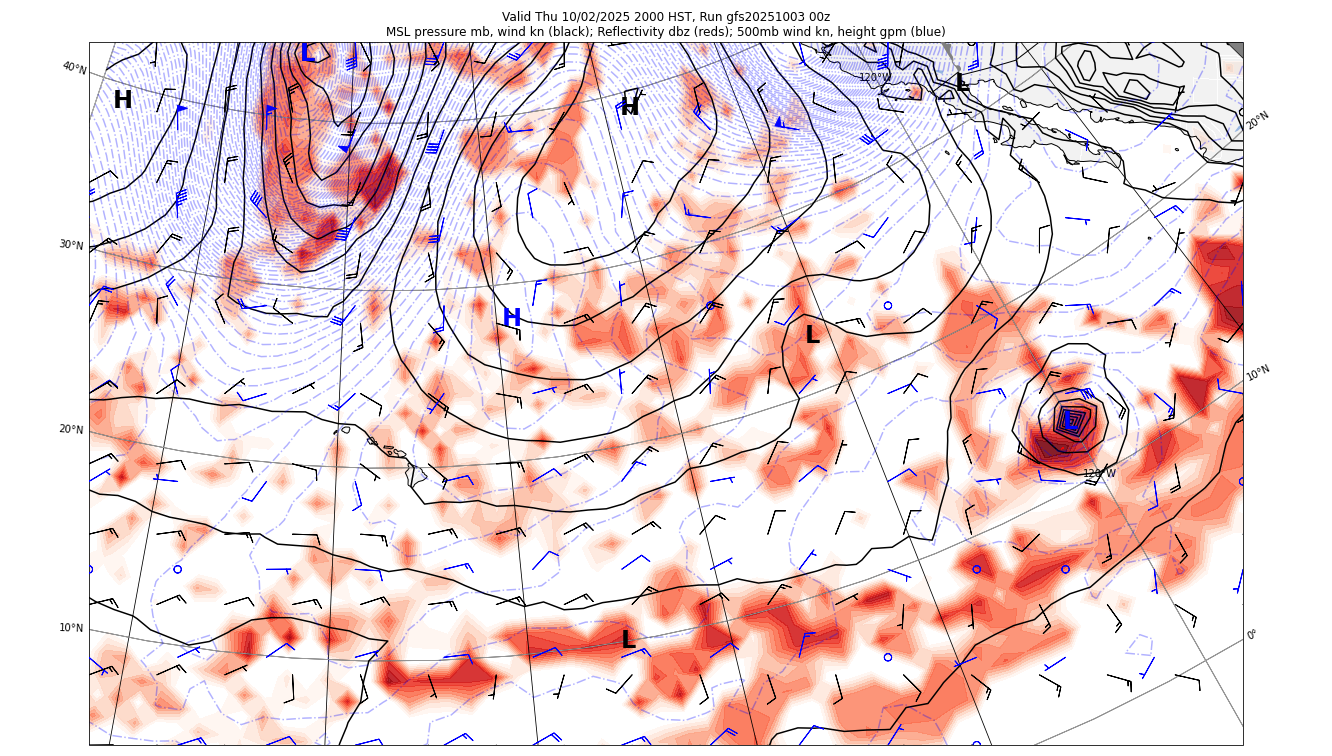 Valid Thu 10/02/2025 2000 HST, Run gfs20251003 00z
MSL pressure mb, wind kn (black); Reflectivity dbz (reds); 500mb wind kn, height gpm (blue)
L
40°N
120°W
L
H
H
20°N
30°N
H
L
10°N
20°N
L
120°W
10°N
L
0°